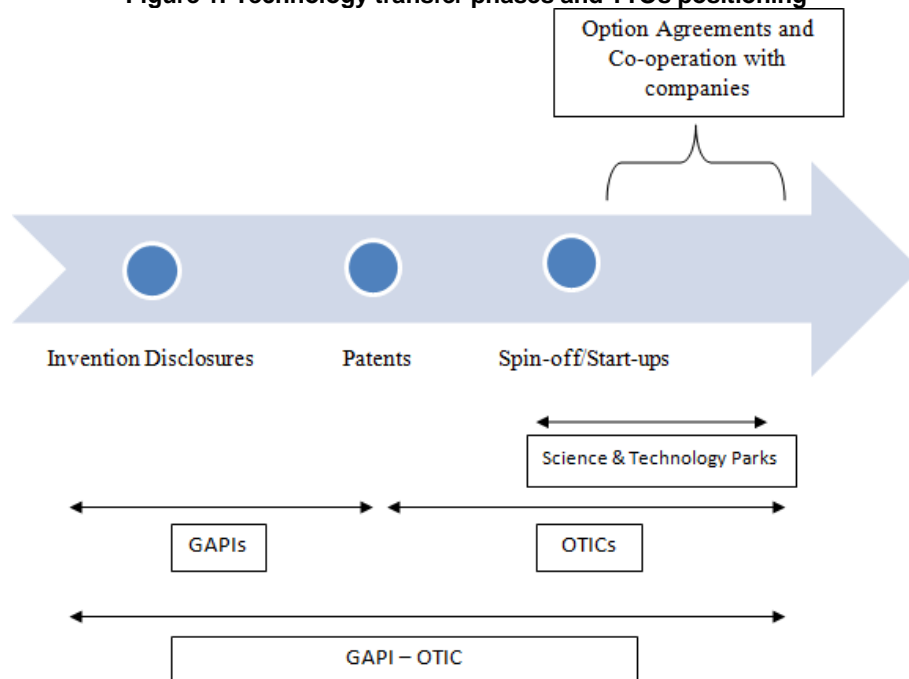 Figure 1. Technology transfer phases and TTOs positioning
Option Agreements and
Co-operation with
companies
Invention Disclosures
Patents
Spin-off/Start-ups
Science & Technology Parks
GAPIs
OTICs
GAPI – OTIC